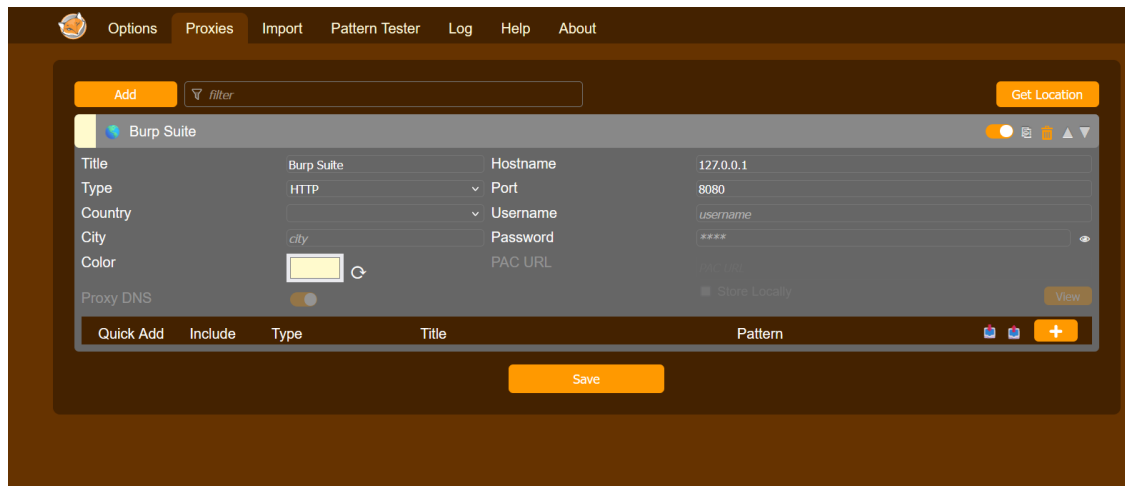 Options Proxies Import Pattern Tester Log Help About
Add filter Get Location
Burp Suite
Title Burp Suite Hostname 127.0.0.1
Type HTTP Port 8080
Country Username username
City city Password ****
Color PAC URL
Store Locally
Proxy DNS View
Quick Add Include Type Title Pattern
Save